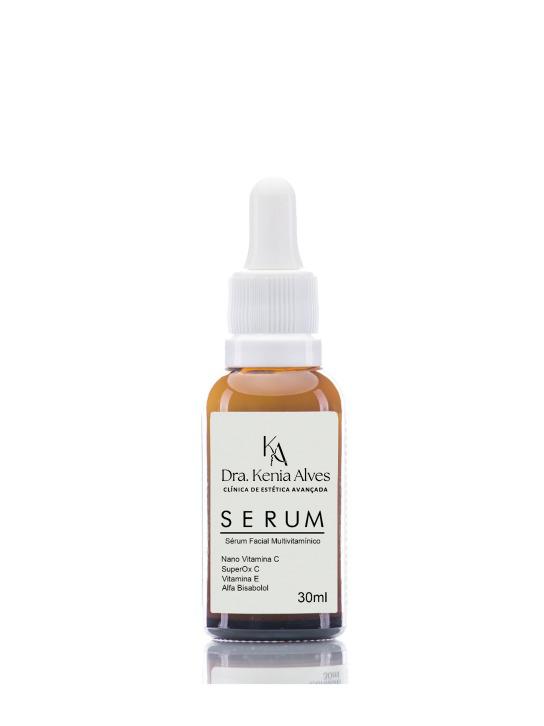 KA
Dra. Kenia Alves
CLÍNICA DE ESTÉTICA AVANÇADA
SERUM
Sérum Facial Multivitamínico
Nano Vitamina C
SuperOx C
Vitamina E
Alfa Bisabolol
30ml